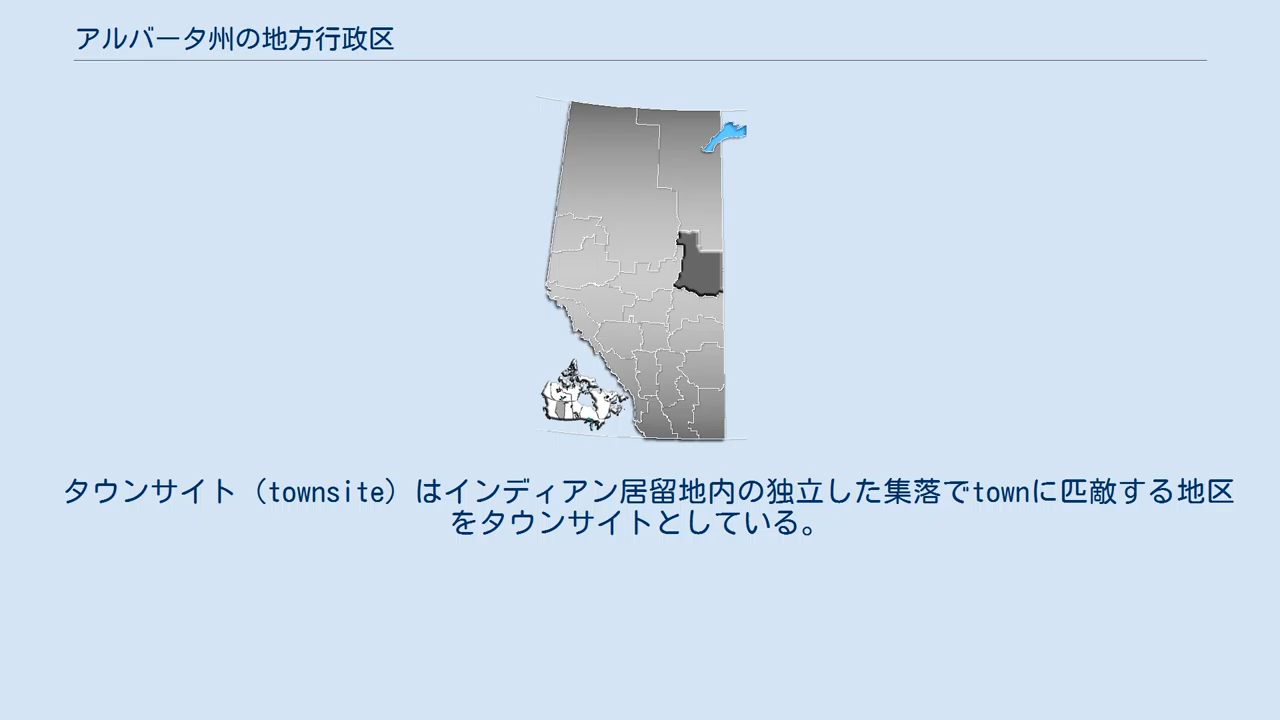 アルバータ州の地方行政区
タウンサイト（townsite）はインディアン居留地内の独立した集落でtownに匹敵する地区
をタウンサイトとしている。